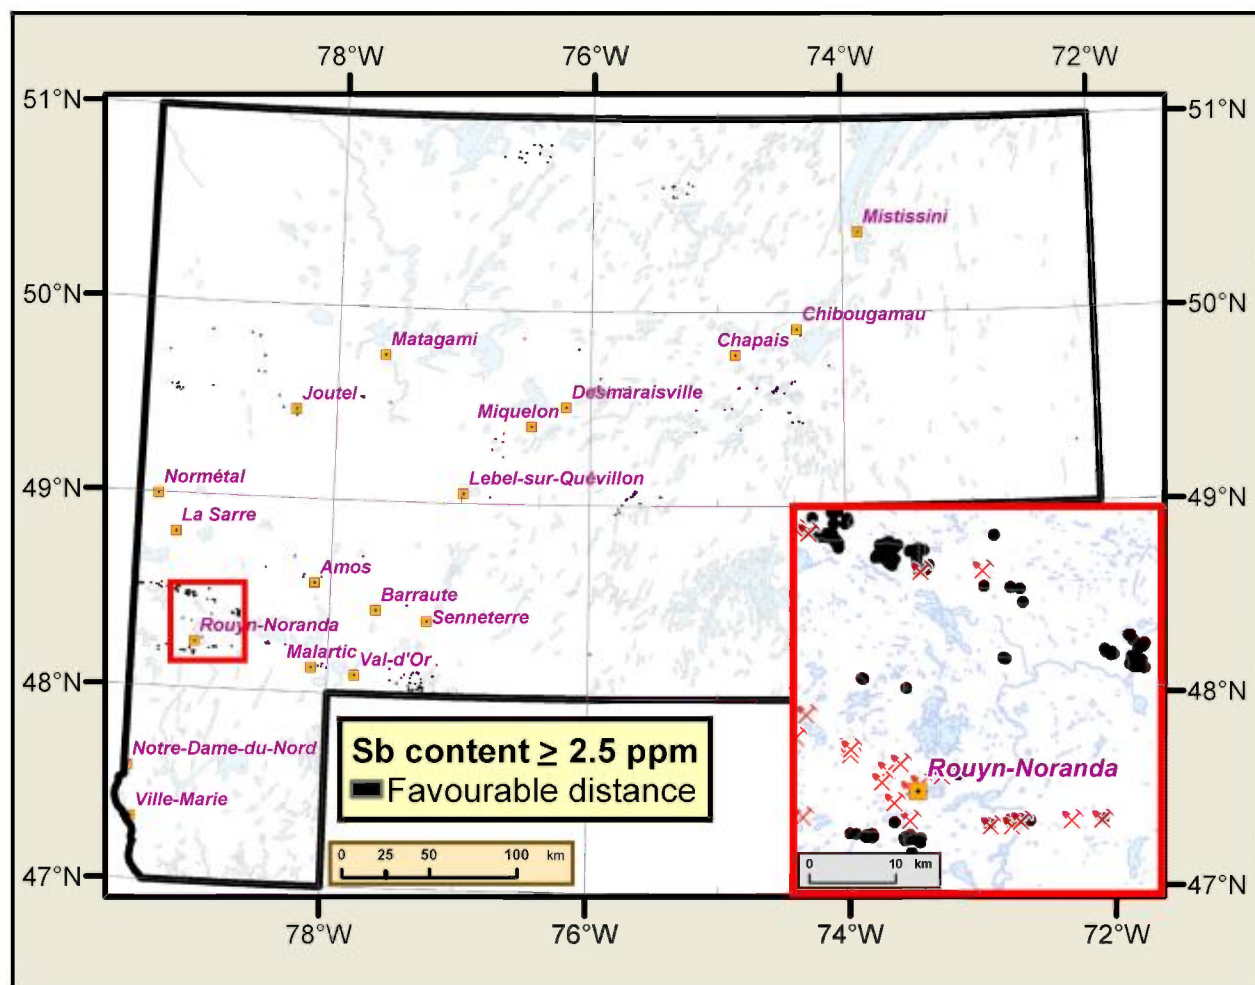 78°W 76°W 74°W 72°W
51°N 51°N
Mistissini
50°N 50°N
Chibougamau
Matagami Chapais
Joutel Desmaraisville
Miquelon
Normétal Lebel-sur-Quévillon
49°N 49°N
La Sarre
Amos
Barraute
Rouyn-Noranda Senneterre
Malartic Val-d'Or
48°N 48°N
Notre-Dame-du-Nord
Sb content ≥ 2.5 ppm
Rouyn-Noranda
Favourable distance
Ville-Marie
0 25 50 100 km
0 10 km
47°N 47°N
78°W 76°W 74°W 72°W